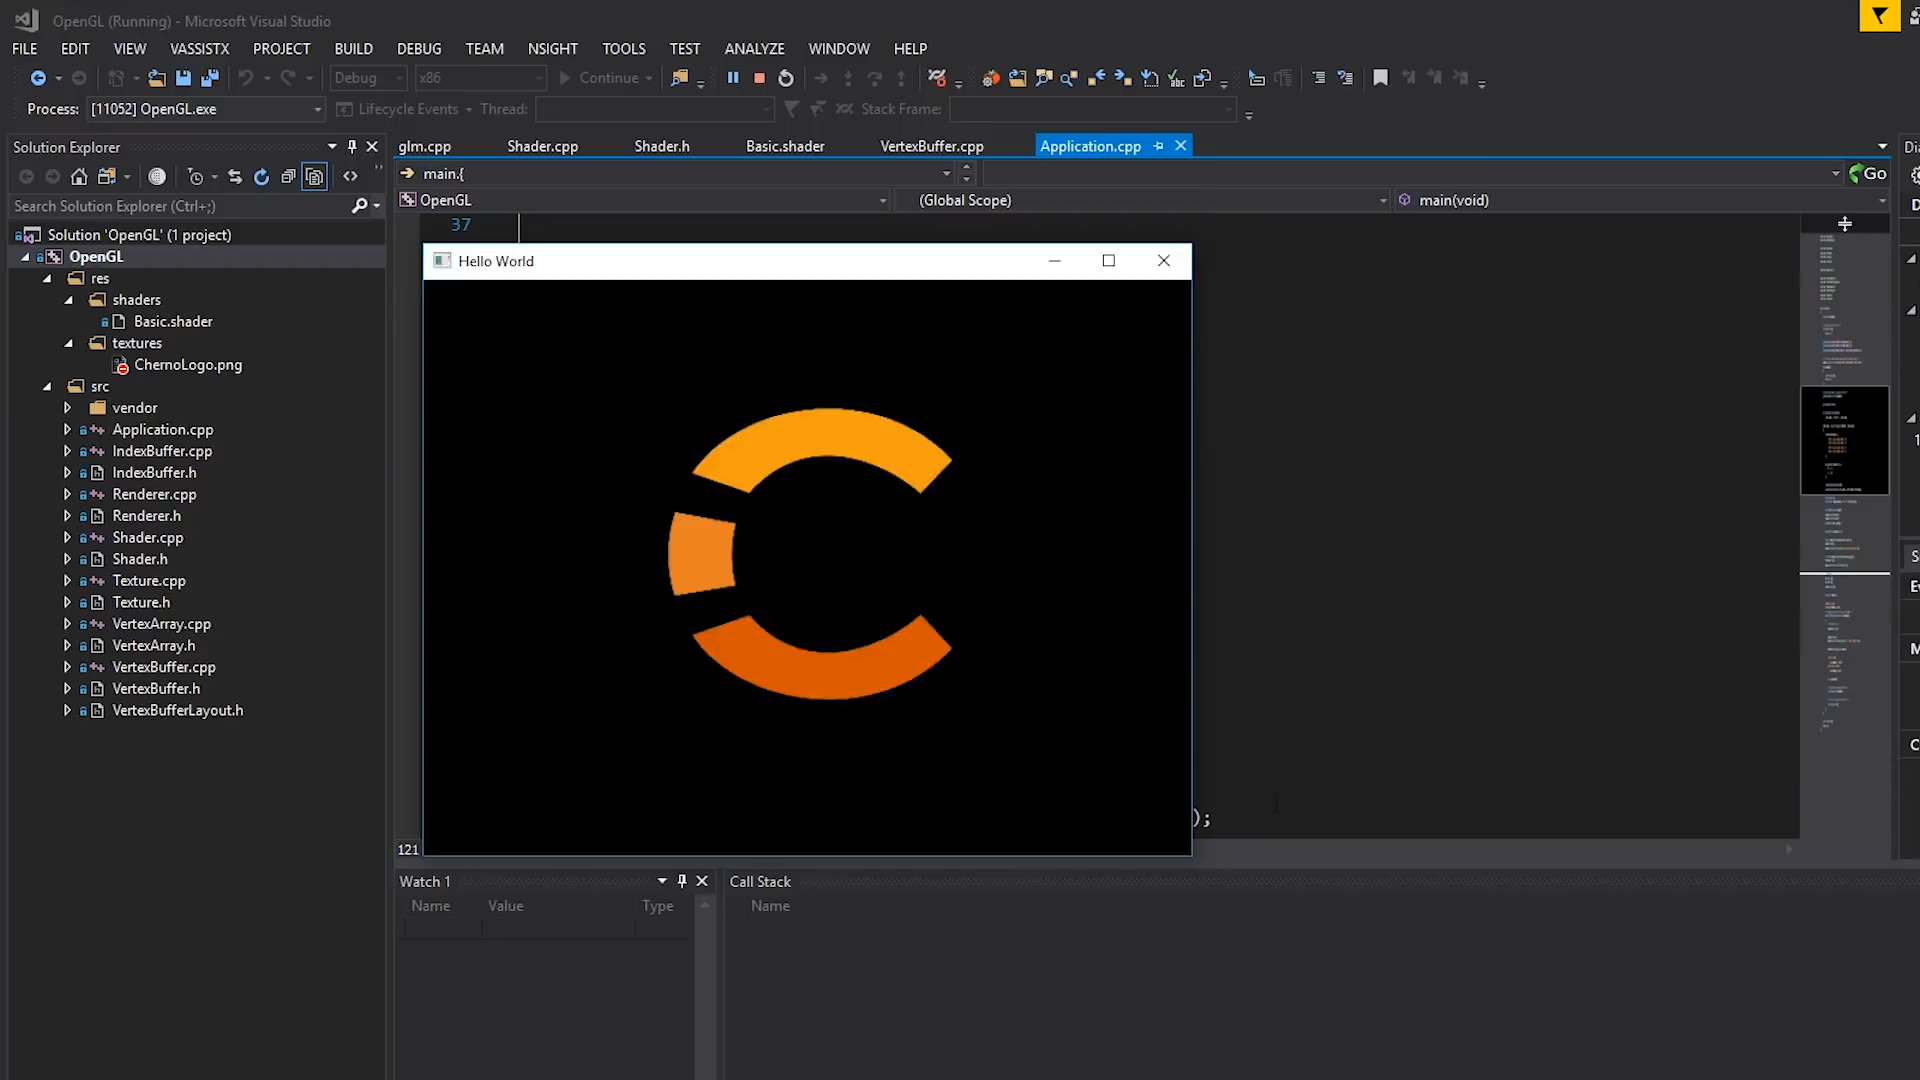 OpenGL (Running) - Microsoft Visual Studio
FILE EDIT VIEW VASSISTX PROJECT BUILD DEBUG TEAM NSIGHT TOOLS TEST ANALYZE WINDOW HELP
Debug x86 Continue
Process: [11052] OpenGL.exe Lifecycle Events Thread: Stack Frame:
Solution Explorer
Search Solution Explorer (Ctrl+;)
Solution 'OpenGL' (1 project)
OpenGL
res
shaders
Basic.shader
textures
ChernoLogo.png
src
vendor
Application.cpp
IndexBuffer.cpp
IndexBuffer.h
Renderer.cpp
Renderer.h
Shader.cpp
Shader.h
Texture.cpp
Texture.h
VertexArray.cpp
VertexArray.h
VertexBuffer.cpp
VertexBuffer.h
VertexBufferLayout.h
glm.cpp Shader.cpp Shader.h Basic.shader VertexBuffer.cpp Application.cpp
main.{ Go
OpenGL (Global Scope) main(void)
37
Hello World
);
121
Watch 1
Name Value Type
Call Stack
Name